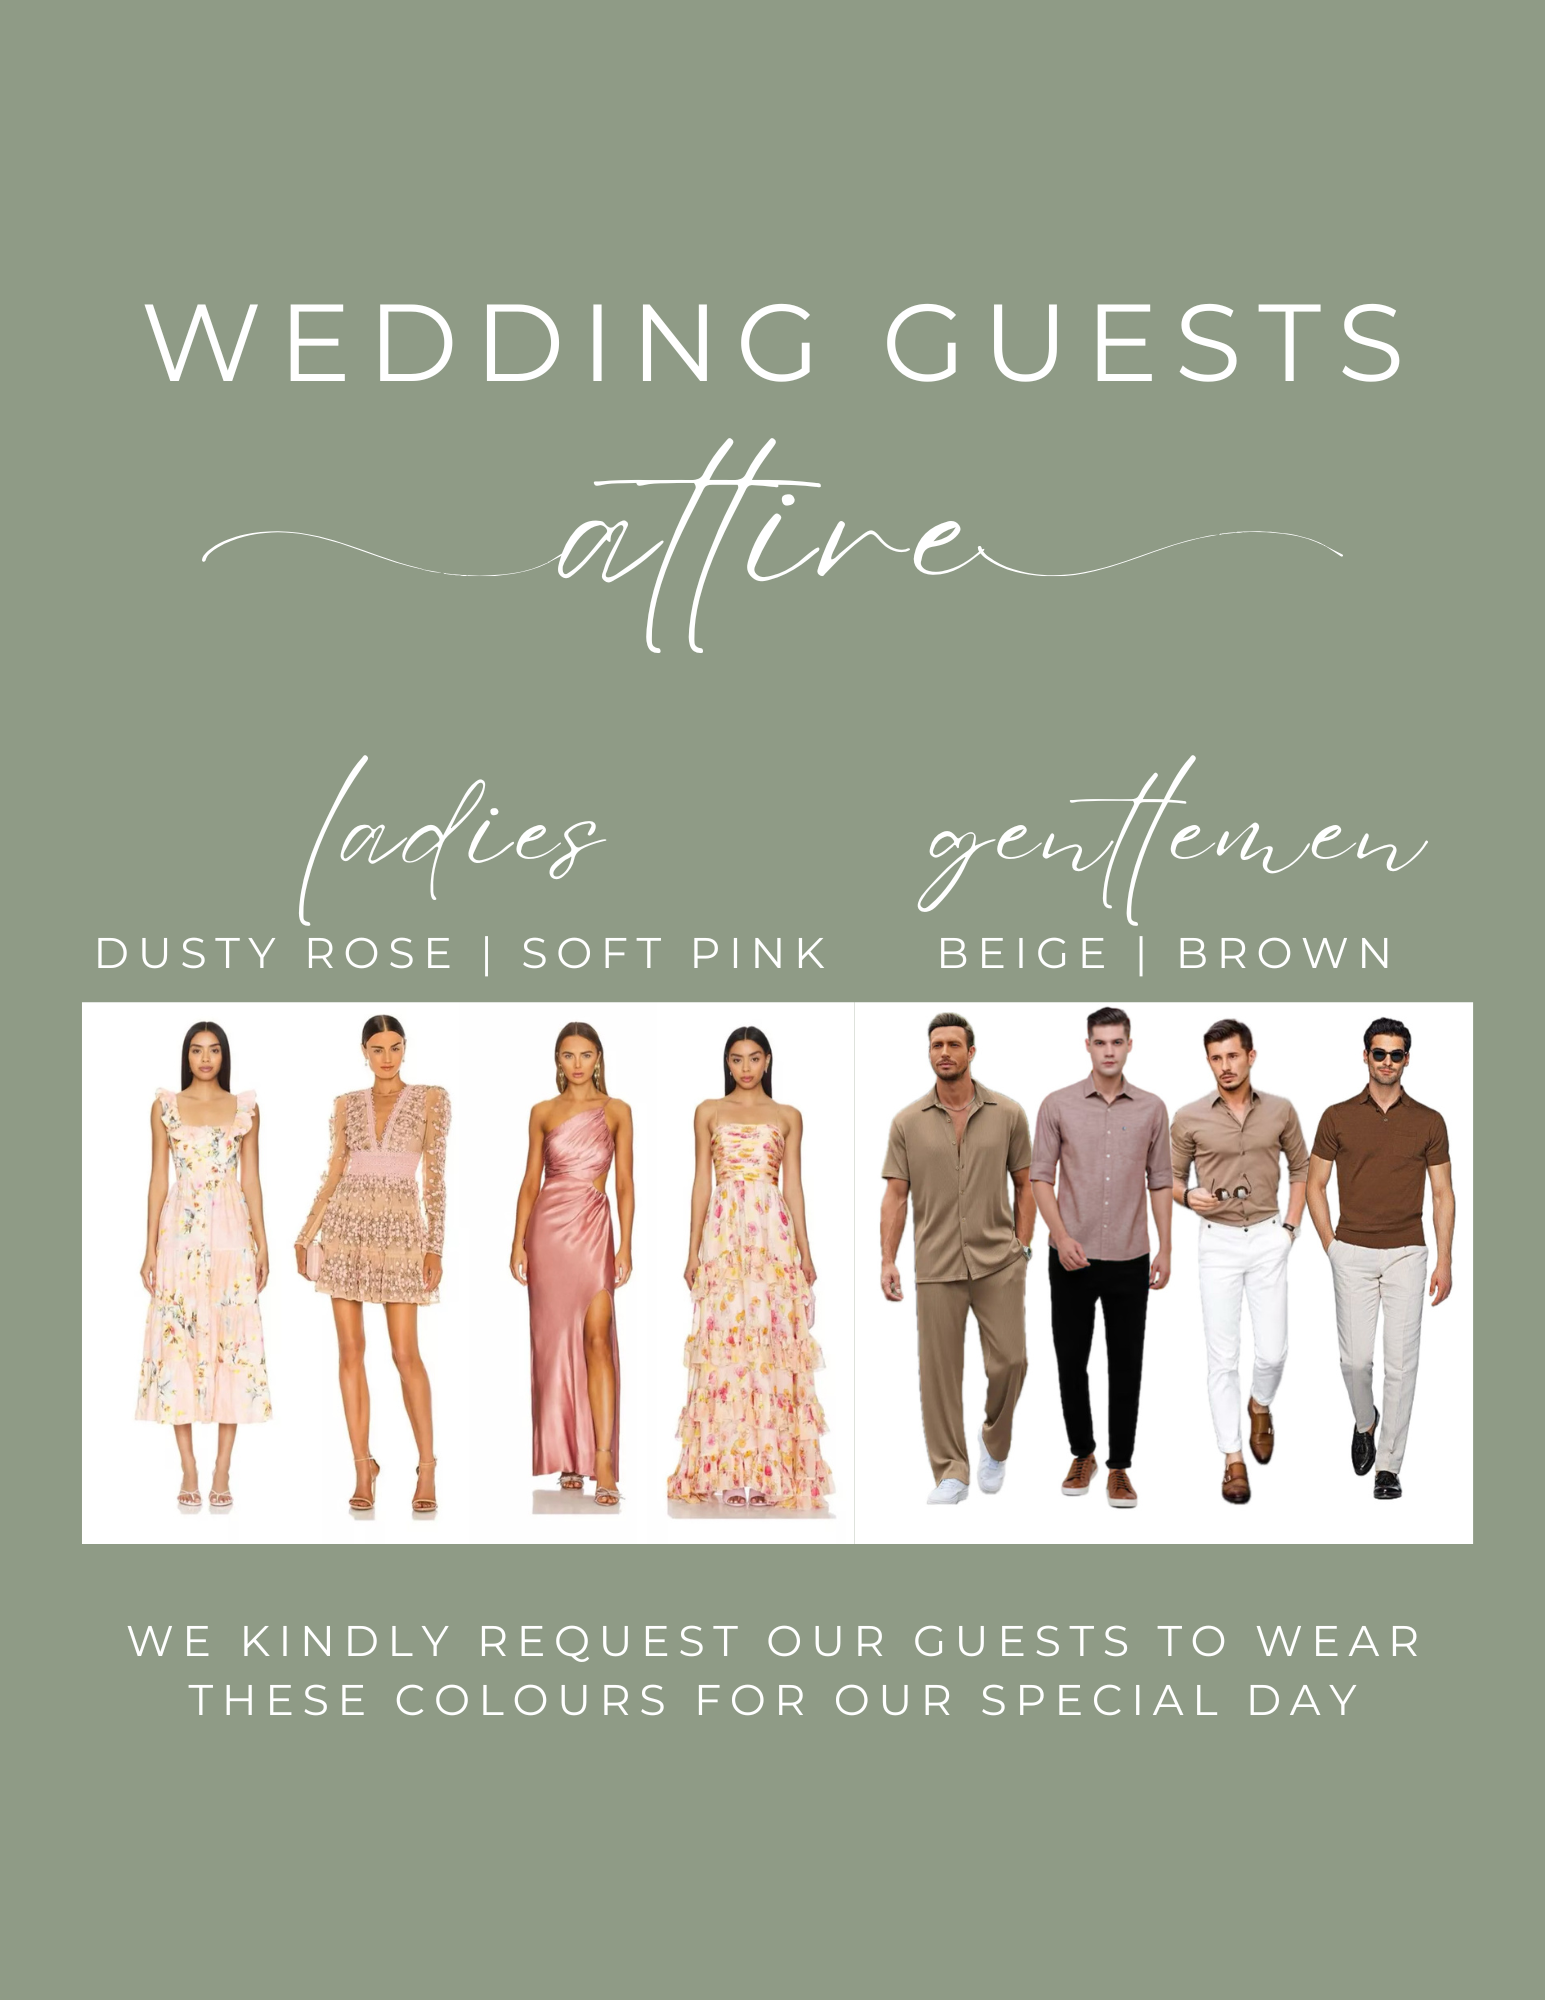 WEDDING GUESTS
attire
ladies
DUSTY ROSE | SOFT PINK
gentlemen
BEIGE | BROWN
WE KINDLY REQUEST OUR GUESTS TO WEAR
THESE COLOURS FOR OUR SPECIAL DAY